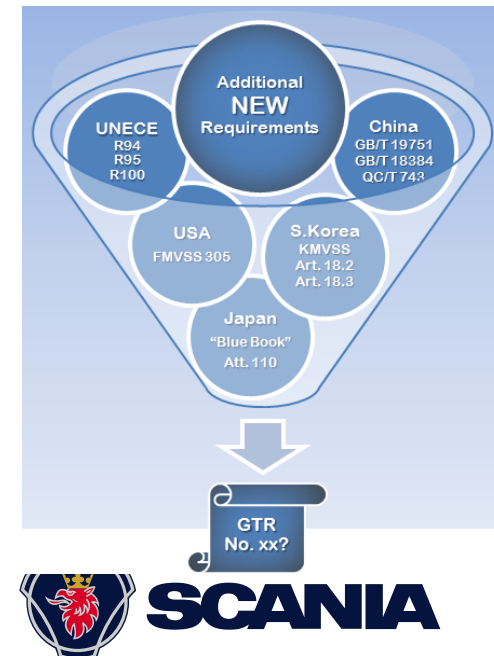 Additional
NEW
Requirements
UNECE
R94
R95
R100
China
GB/T 19751
GB/T 18384
QC/T 743
USA
FMVSS 305
S.Korea
KMVSS
Art. 18.2
Art. 18.3
Japan
“Blue Book”
Att. 110
GTR
No. xx?
SCANIA